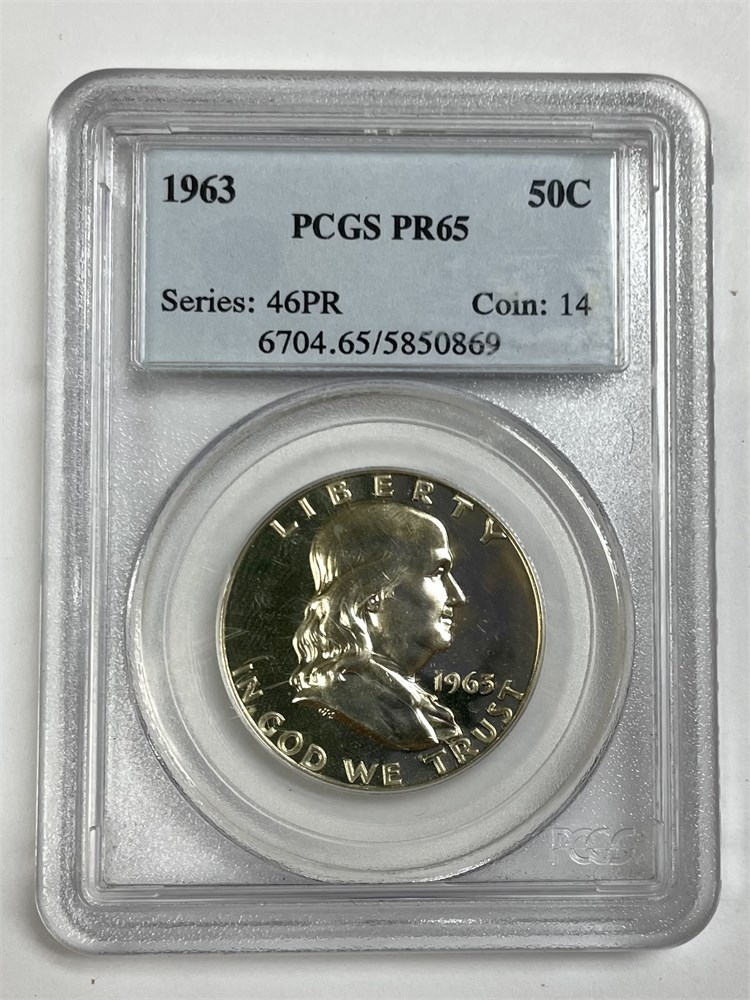 1963 50C
PCGS PR65
Series: 46PR Coin: 14
6704.65/5850869
LIBERTY
1963
IN GOD WE TRUST
PCGS